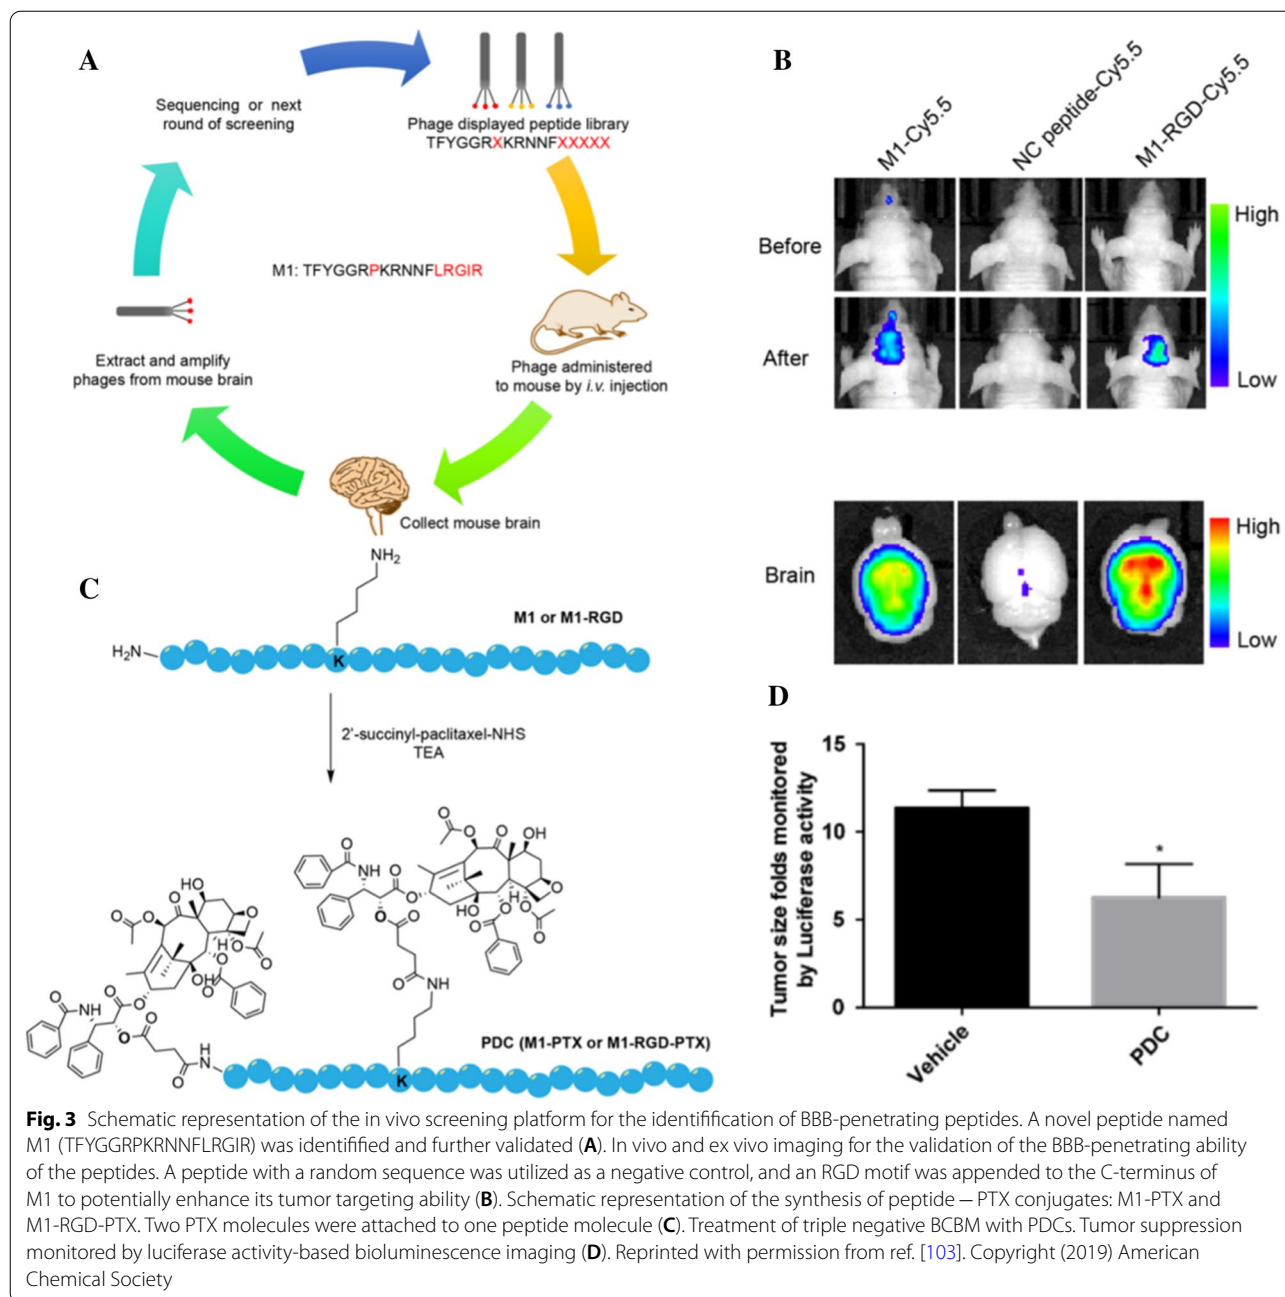 A
Sequencing or next
round of screening
Phage displayed peptide library
TFYGGRXKRNNFXXXXX
M1: TFYGGRPKRNNFLRGIR
Extract and amplify
phages from mouse brain
Phage administered
to mouse by i.v. injection
Collect mouse brain
B
M1-Cy5.5
NC peptide-Cy5.5
M1-RGD-Cy5.5
Before
After
High
Low
Brain
High
Low
C
NH2
M1 or M1-RGD
H2N
K
2'-succinyl-paclitaxel-NHS
TEA
O
O
O
OH
O
NH
O
O
O
HO
O
H
O
O
O
O
O
O
NH
HO
O
O
O
O
HO
O
OH
O
O
O
NH
O
O
O
O
H
N
PDC (M1-PTX or M1-RGD-PTX)
K
D
Tumor size folds monitored
by Luciferase activity
15
10
5
0
*
Vehicle
PDC
Fig. 3 Schematic representation of the in vivo screening platform for the identifification of BBB-penetrating peptides. A novel peptide named
M1 (TFYGGRPKRNNFLRGIR) was identifified and further validated (A). In vivo and ex vivo imaging for the validation of the BBB-penetrating ability
of the peptides. A peptide with a random sequence was utilized as a negative control, and an RGD motif was appended to the C-terminus of
M1 to potentially enhance its tumor targeting ability (B). Schematic representation of the synthesis of peptide − PTX conjugates: M1-PTX and
M1-RGD-PTX. Two PTX molecules were attached to one peptide molecule (C). Treatment of triple negative BCBM with PDCs. Tumor suppression
monitored by luciferase activity-based bioluminescence imaging (D). Reprinted with permission from ref. [103]. Copyright (2019) American
Chemical Society